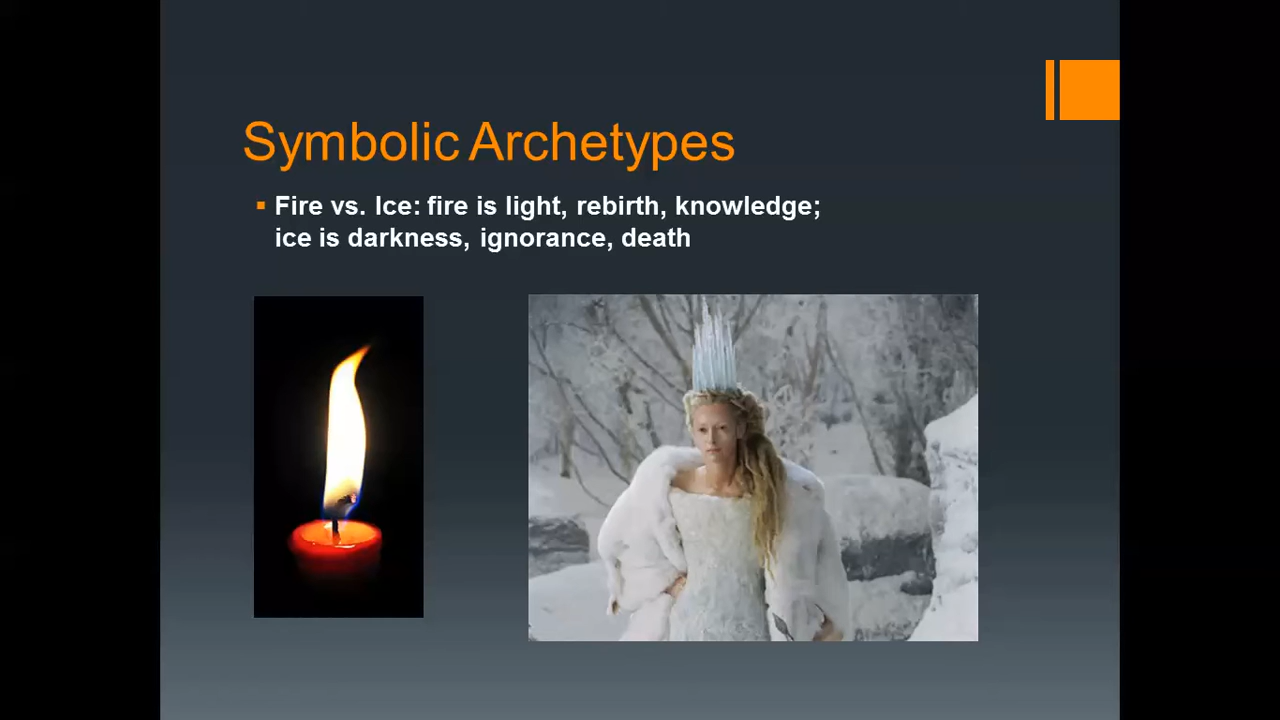 Symbolic Archetypes
Fire vs. Ice: fire is light, rebirth, knowledge;
ice is darkness, ignorance, death